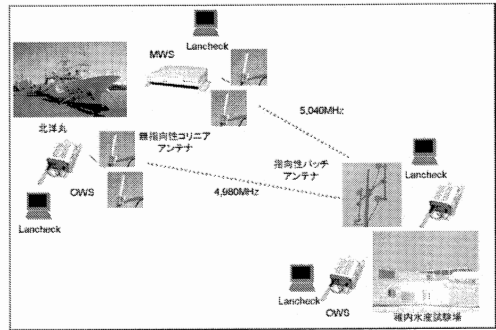 Lancheck
MWS
5,040MHz
北洋丸
無指向性コリニア
アンテナ
指向性パッチ
アンテナ
OWS
4,980MHz
Lancheck
Lancheck
Lancheck
OWS
稚内水産試験場